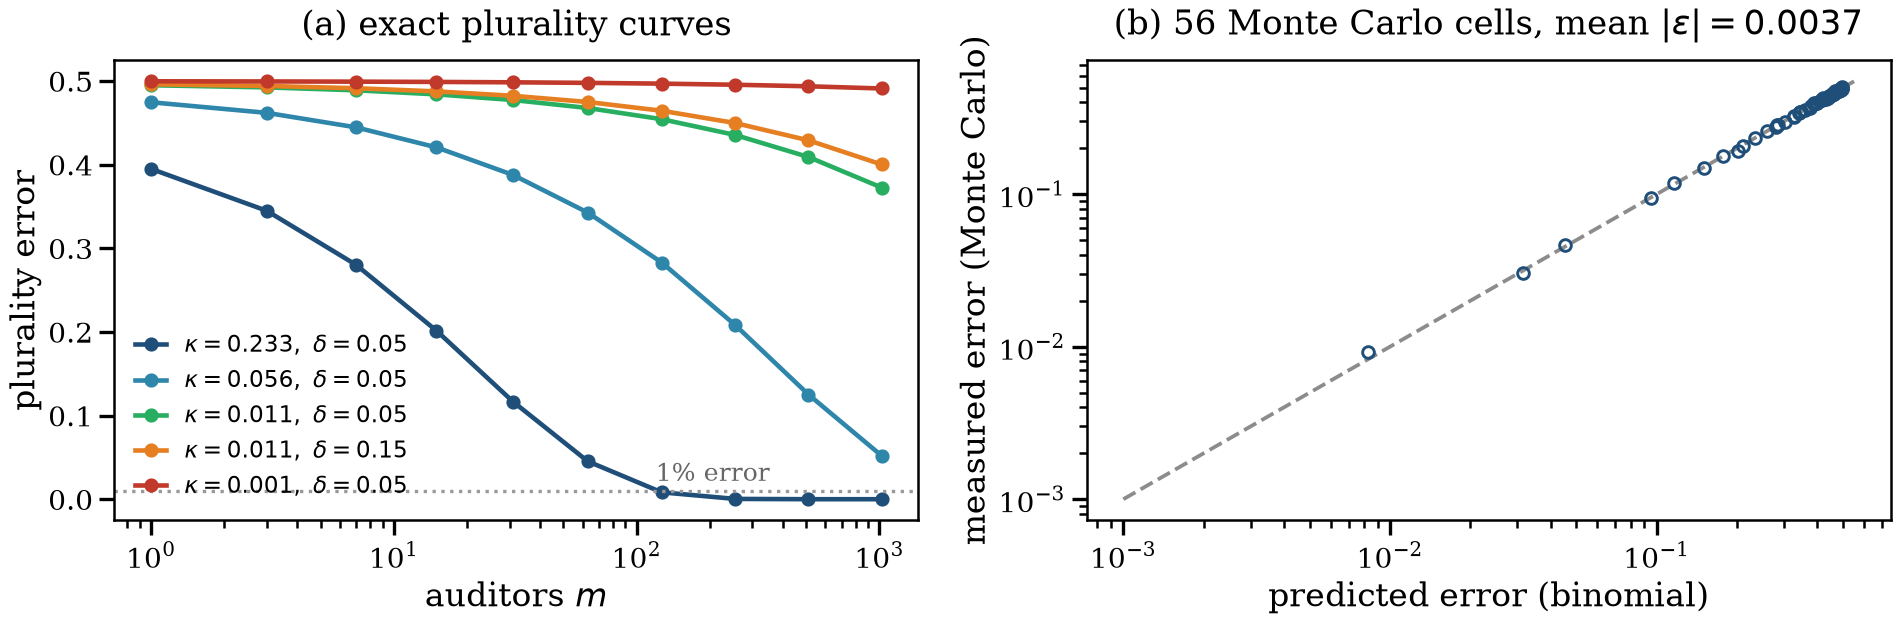 (a) exact plurality curves
plurality error
0.5
0.4
0.3
0.2
0.1
0.0
κ = 0.233, δ = 0.05
κ = 0.056, δ = 0.05
κ = 0.011, δ = 0.05
κ = 0.011, δ = 0.15
κ = 0.001, δ = 0.05
1% error
10⁰ 10¹ 10² 10³
auditors m
(b) 56 Monte Carlo cells, mean |ε| = 0.0037
measured error (Monte Carlo)
10⁻¹
10⁻²
10⁻³
10⁻³ 10⁻² 10⁻¹
predicted error (binomial)